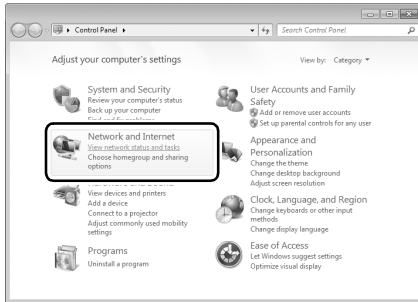 Control Panel
Search Control Panel
Adjust your computer's settings
View by: Category
System and Security
Review your computer's status
Back up your computer
Find and fix problems
Network and Internet
View network status and tasks
Choose homegroup and sharing
options
View devices and printers
Add a device
Connect to a projector
Adjust commonly used mobility
settings
Programs
Uninstall a program
User Accounts and Family
Safety
Add or remove user accounts
Set up parental controls for any user
Appearance and
Personalization
Change the theme
Change desktop background
Adjust screen resolution
Clock, Language, and Region
Change keyboards or other input
methods
Change display language
Ease of Access
Let Windows suggest settings
Optimize visual display